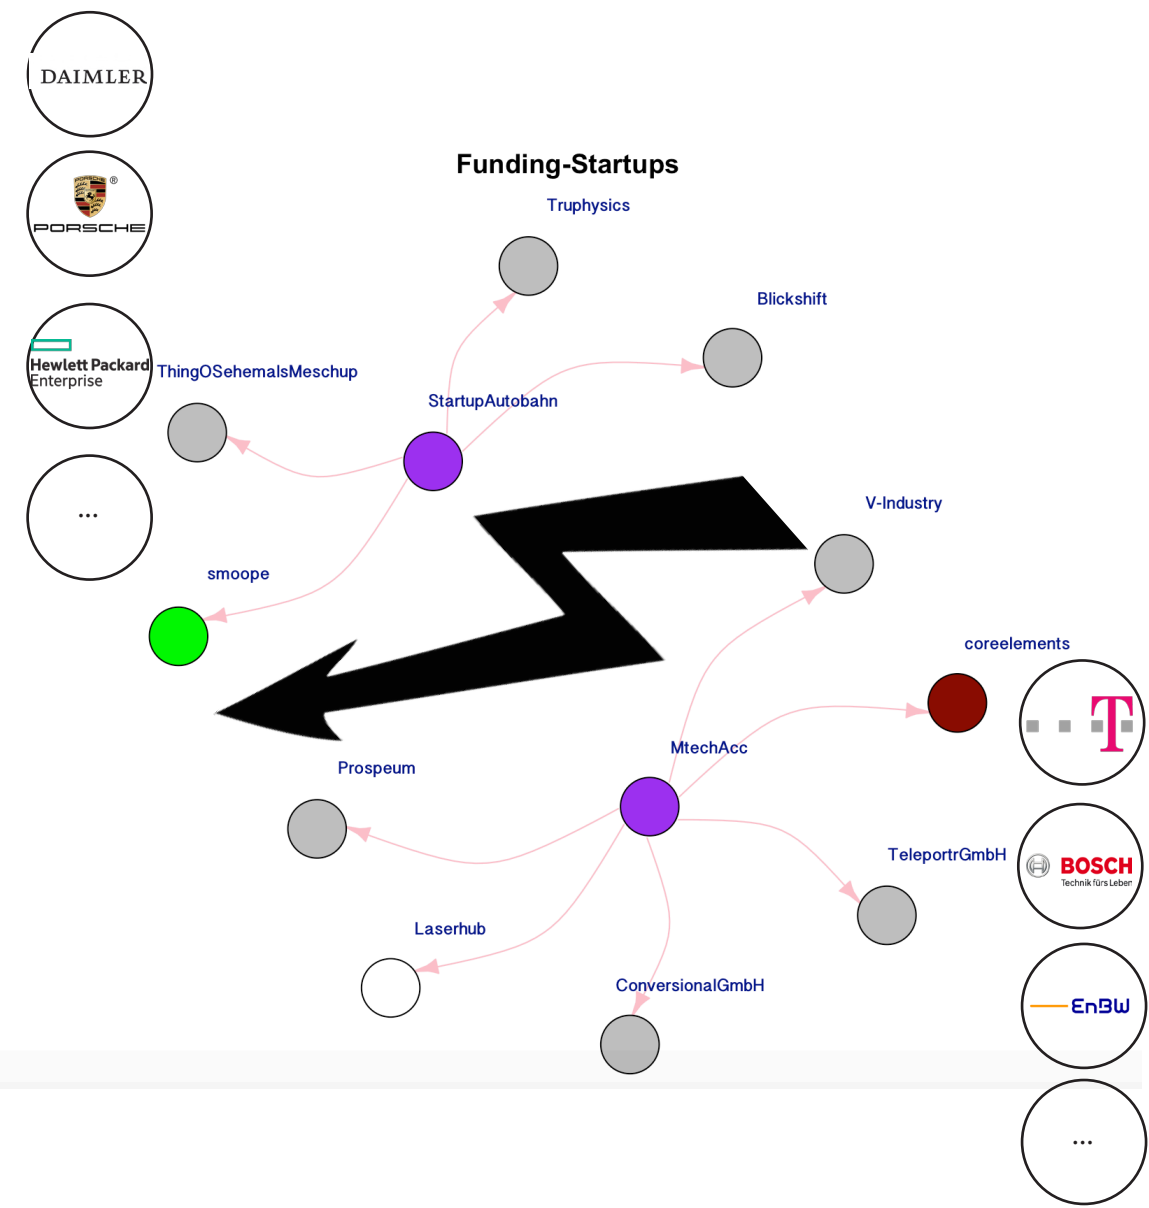 DAIMLER
Funding-Startups
PORSCHE
®
PORSCHE
Truphysics
Blickshift
Hewlett Packard
Enterprise
ThingOSehemalsMeschup
StartupAutobahn
V-Industry
...
smoope
coreelements
T
MtechAcc
Prospeum
TeleportrGmbH
BOSCH
Technik fürs Leben
Laserhub
ConversionalGmbH
EnBW
...